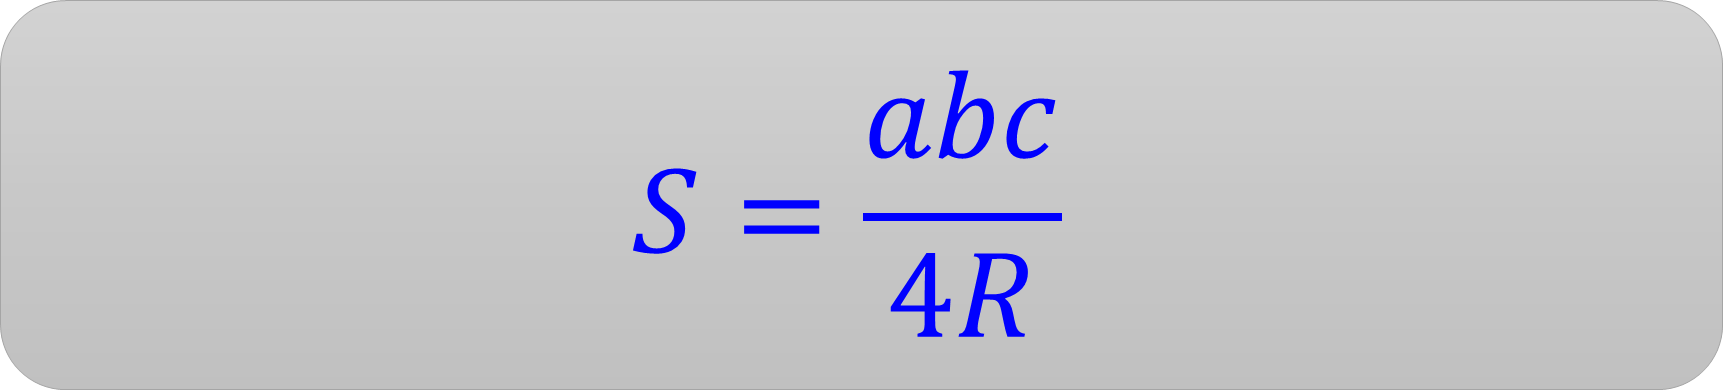 S = abc / 4R